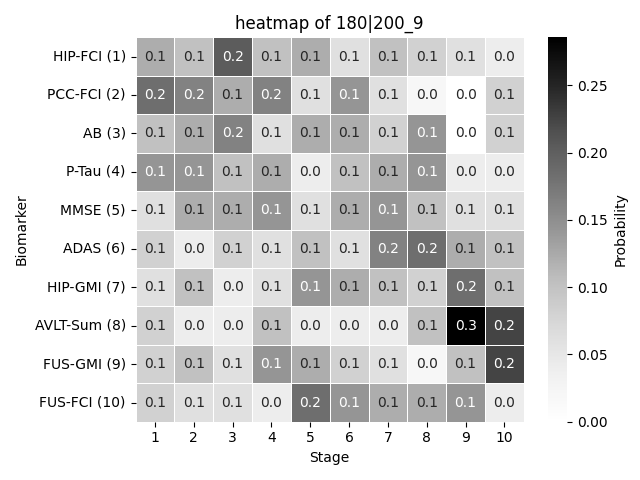 heatmap of 180|200_9
HIP-FCI (1) 0.1 0.1 0.2 0.1 0.1 0.1 0.1 0.1 0.1 0.0
PCC-FCI (2) 0.2 0.2 0.1 0.2 0.1 0.1 0.1 0.0 0.0 0.1
AB (3) 0.1 0.1 0.2 0.1 0.1 0.1 0.1 0.1 0.0 0.1
P-Tau (4) 0.1 0.1 0.1 0.1 0.0 0.1 0.1 0.1 0.0 0.0
MMSE (5) 0.1 0.1 0.1 0.1 0.1 0.1 0.1 0.1 0.1 0.1
ADAS (6) 0.1 0.0 0.1 0.1 0.1 0.1 0.2 0.2 0.1 0.1
HIP-GMI (7) 0.1 0.1 0.0 0.1 0.1 0.1 0.1 0.1 0.2 0.1
AVLT-Sum (8) 0.1 0.0 0.0 0.1 0.0 0.0 0.0 0.1 0.3 0.2
FUS-GMI (9) 0.1 0.1 0.1 0.1 0.1 0.1 0.1 0.0 0.1 0.2
FUS-FCI (10) 0.1 0.1 0.1 0.0 0.2 0.1 0.1 0.1 0.1 0.0
1 2 3 4 5 6 7 8 9 10
Stage
Biomarker
0.25
0.20
0.15
0.10
0.05
0.00
Probability